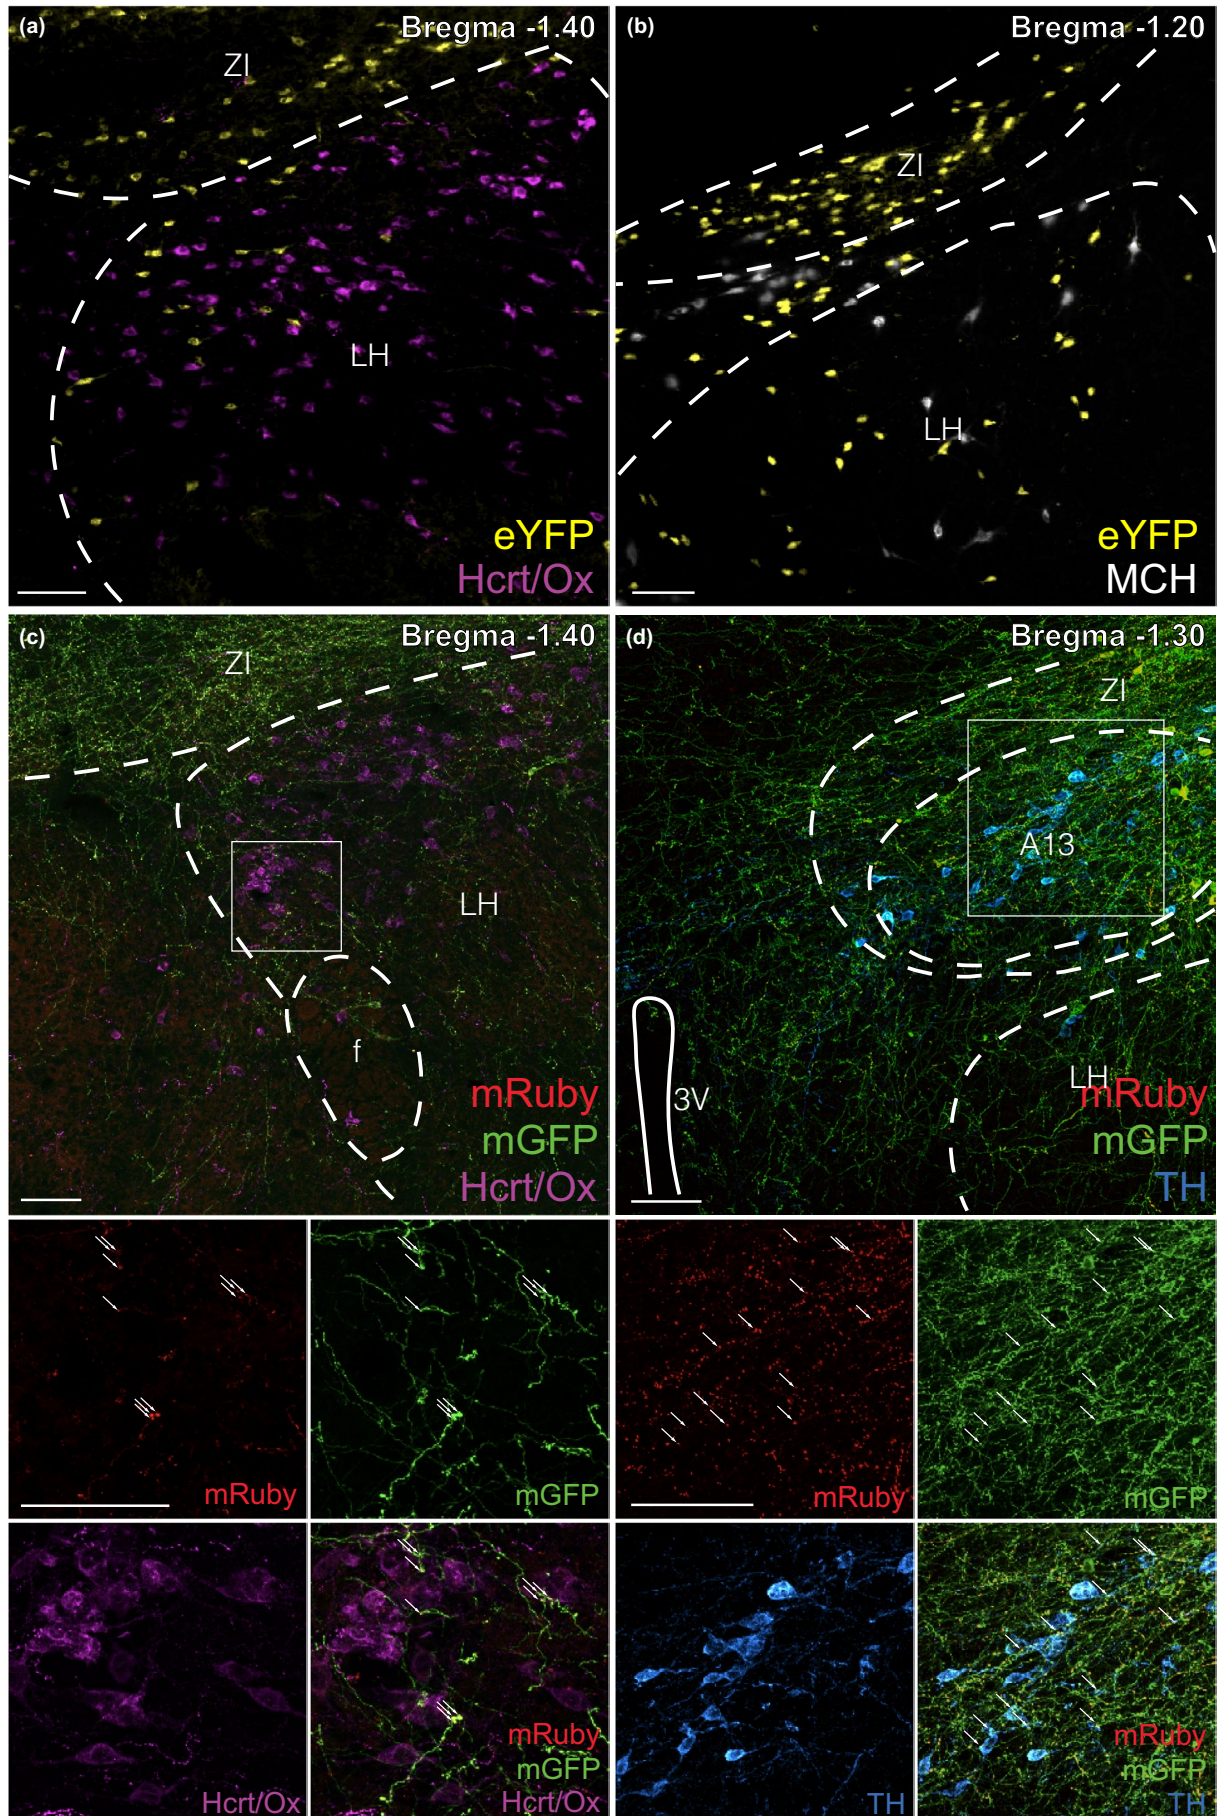 (a)
Bregma -1.40
ZI
LH
eYFP
Hcrt/Ox
(b)
Bregma -1.20
ZI
LH
eYFP
MCH
(c)
Bregma -1.40
ZI
LH
f
mRuby
mGFP
Hcrt/Ox
(d)
Bregma -1.30
ZI
A13
3V
LH
mRuby
mGFP
TH
mRuby
mGFP
mRuby
mGFP
Hcrt/Ox
mRuby
mGFP
Hcrt/Ox
TH
mRuby
mGFP
TH